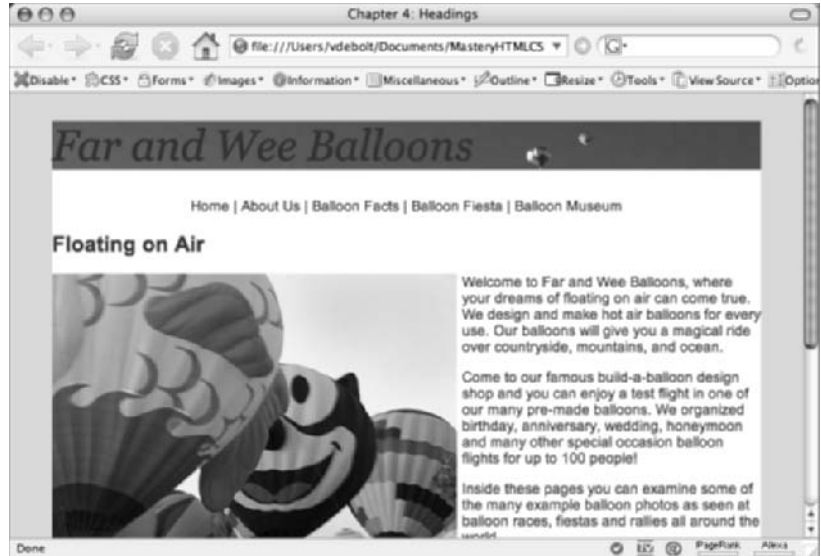 Chapter 4: Headings
file:///Users/vdebolt/Documents/MasteryHTMLCS
G
Disable CSS Forms Images Information Miscellaneous Outline Resize Tools View Source Option
Far and Wee Balloons
Home | About Us | Balloon Facts | Balloon Fiesta | Balloon Museum
Floating on Air
Welcome to Far and Wee Balloons, where
your dreams of floating on air can come true.
We design and make hot air balloons for every
use. Our balloons will give you a magical ride
over countryside, mountains, and ocean.
Come to our famous build-a-balloon design
shop and you can enjoy a test flight in one of
our many pre-made balloons. We organized
birthday, anniversary, wedding, honeymoon
and many other special occasion balloon
flights for up to 100 people!
Inside these pages you can examine some of
the many example balloon photos as seen at
balloon races, fiestas and rallies all around the
world
Done PageRank Alexa